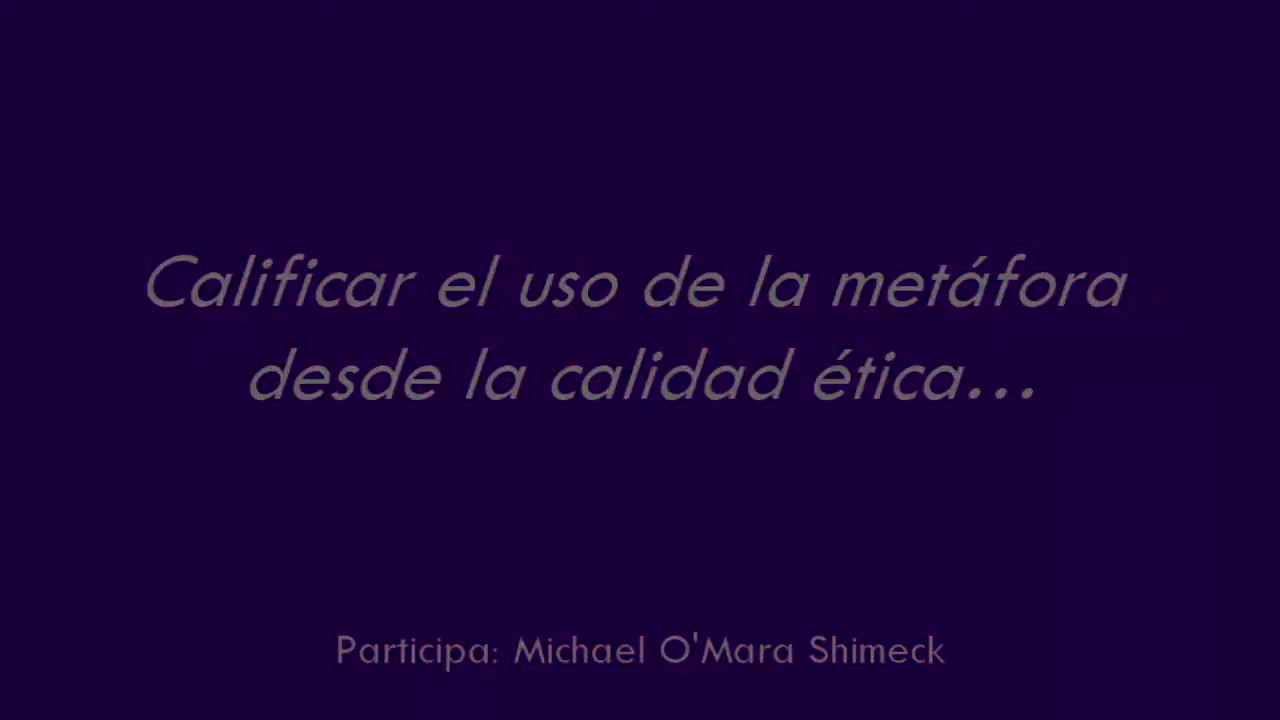 Calificar el uso de la metáfora
desde la calidad ética...
Participa: Michael O'Mara Shimeck